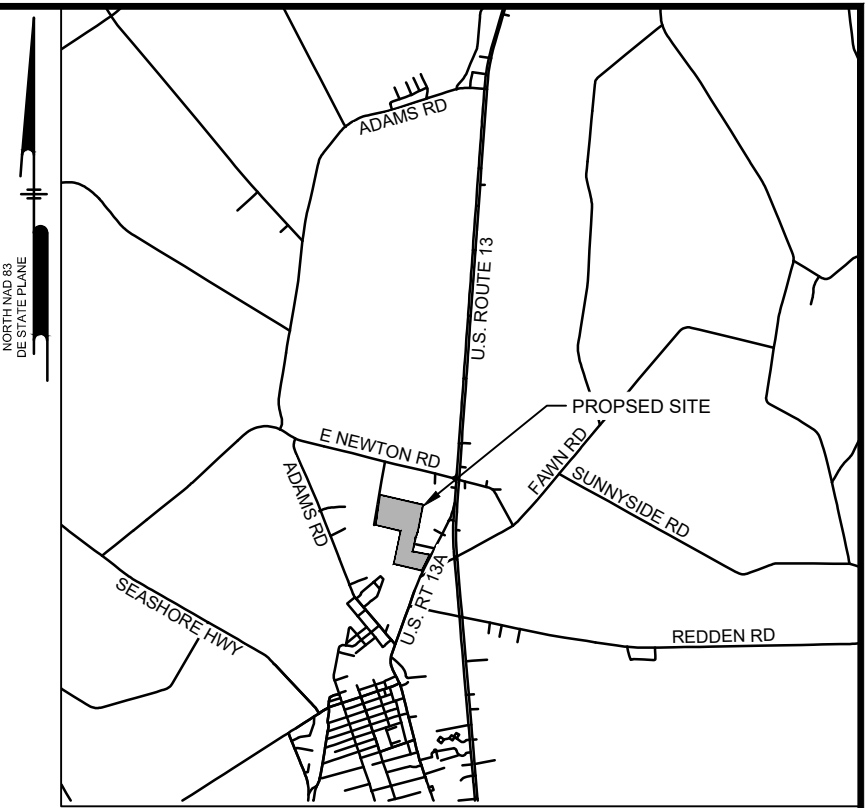 NORTH NAD 83
DE STATE PLANE
ADAMS RD
U.S. ROUTE 13
PROPSED SITE
E NEWTON RD
FAWN RD
ADAMS RD
SUNNYSIDE RD
U.S. RT 13A
SEASHORE HWY
REDDEN RD